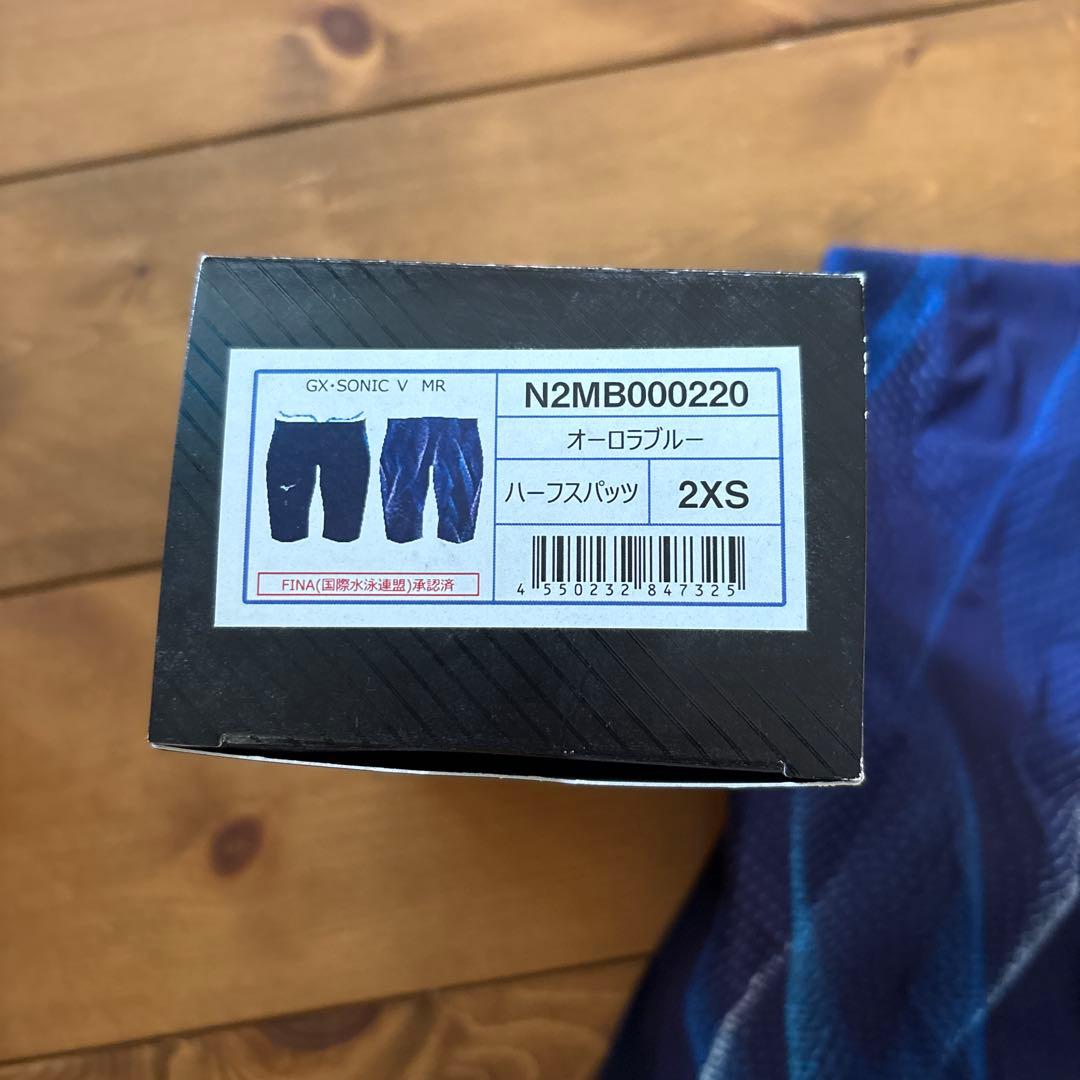 GX・SONIC V MR
N2MB000220
オーロラブルー
ハーフスパッツ
2XS
FINA(国際水泳連盟)承認済
4 550232 847325